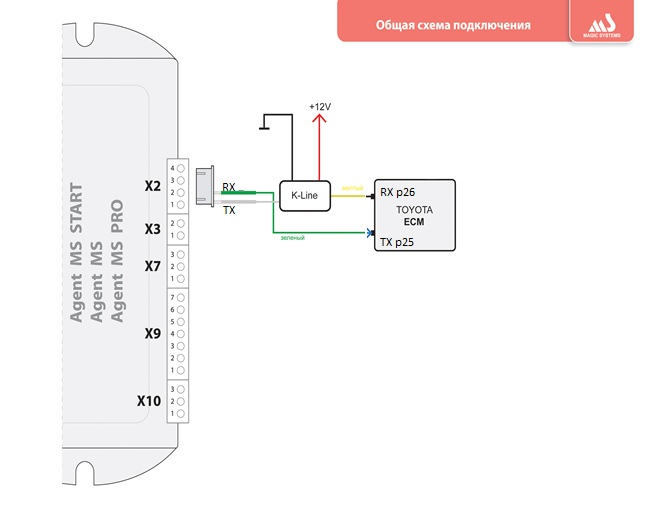 Общая схема подключения
MAGIC SYSTEMS
+12V
4
3
X2
2
1
RX
TX
K-Line
желтый
RX p26
TOYOTA
ECM
TX p25
зеленый
2
X3
1
3
X7
2
1
7
6
5
X9
4
3
2
1
3
X10
2
1
Agent MS START
Agent MS
Agent MS PRO